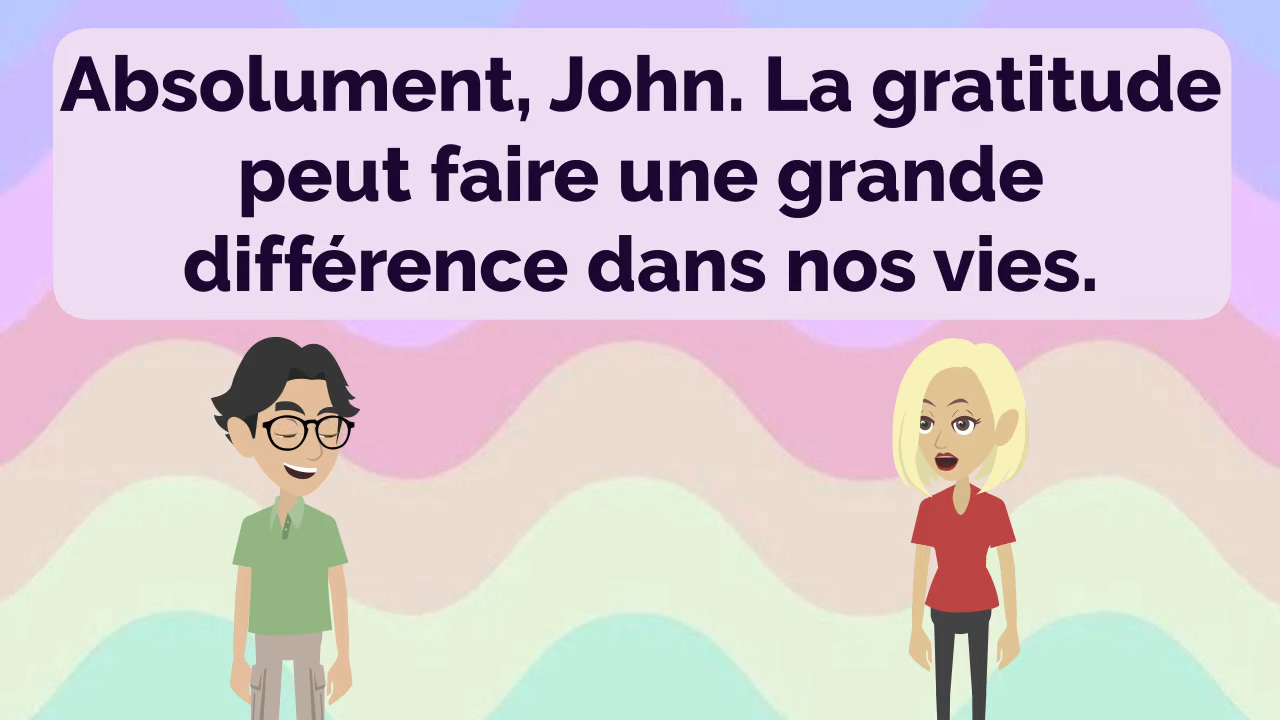 Absolument, John. La gratitude
peut faire une grande
différence dans nos vies.